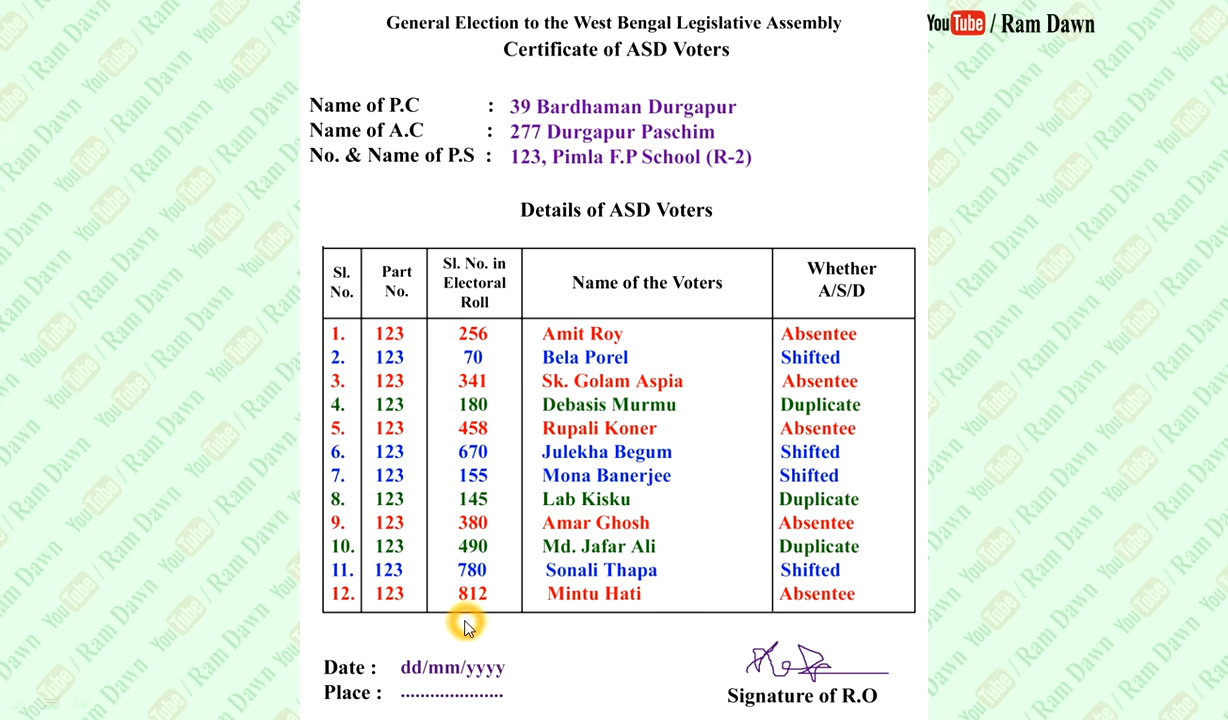 General Election to the West Bengal Legislative Assembly
Certificate of ASD Voters
YouTube / Ram Dawn
Name of P.C : 39 Bardhaman Durgapur
Name of A.C : 277 Durgapur Paschim
No. & Name of P.S : 123, Pimla F.P School (R-2)
Details of ASD Voters
Sl. No. Part No. Sl. No. in Electoral Roll Name of the Voters Whether A/S/D
1. 123 256 Amit Roy Absentee
2. 123 70 Bela Porel Shifted
3. 123 341 Sk. Golam Aspia Absentee
4. 123 180 Debasis Murmu Duplicate
5. 123 458 Rupali Koner Absentee
6. 123 670 Julekha Begum Shifted
7. 123 155 Mona Banerjee Shifted
8. 123 145 Lab Kisku Duplicate
9. 123 380 Amar Ghosh Absentee
10. 123 490 Md. Jafar Ali Duplicate
11. 123 780 Sonali Thapa Shifted
12. 123 812 Mintu Hati Absentee
Date : dd/mm/yyyy
Place : .....................
Signature of R.O